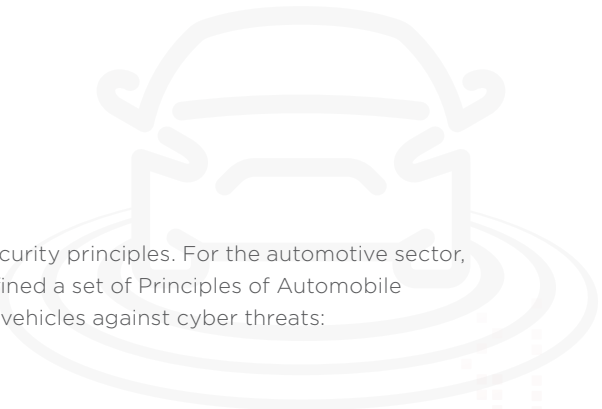 curity principles. For the automotive sector,
ined a set of Principles of Automobile
vehicles against cyber threats: